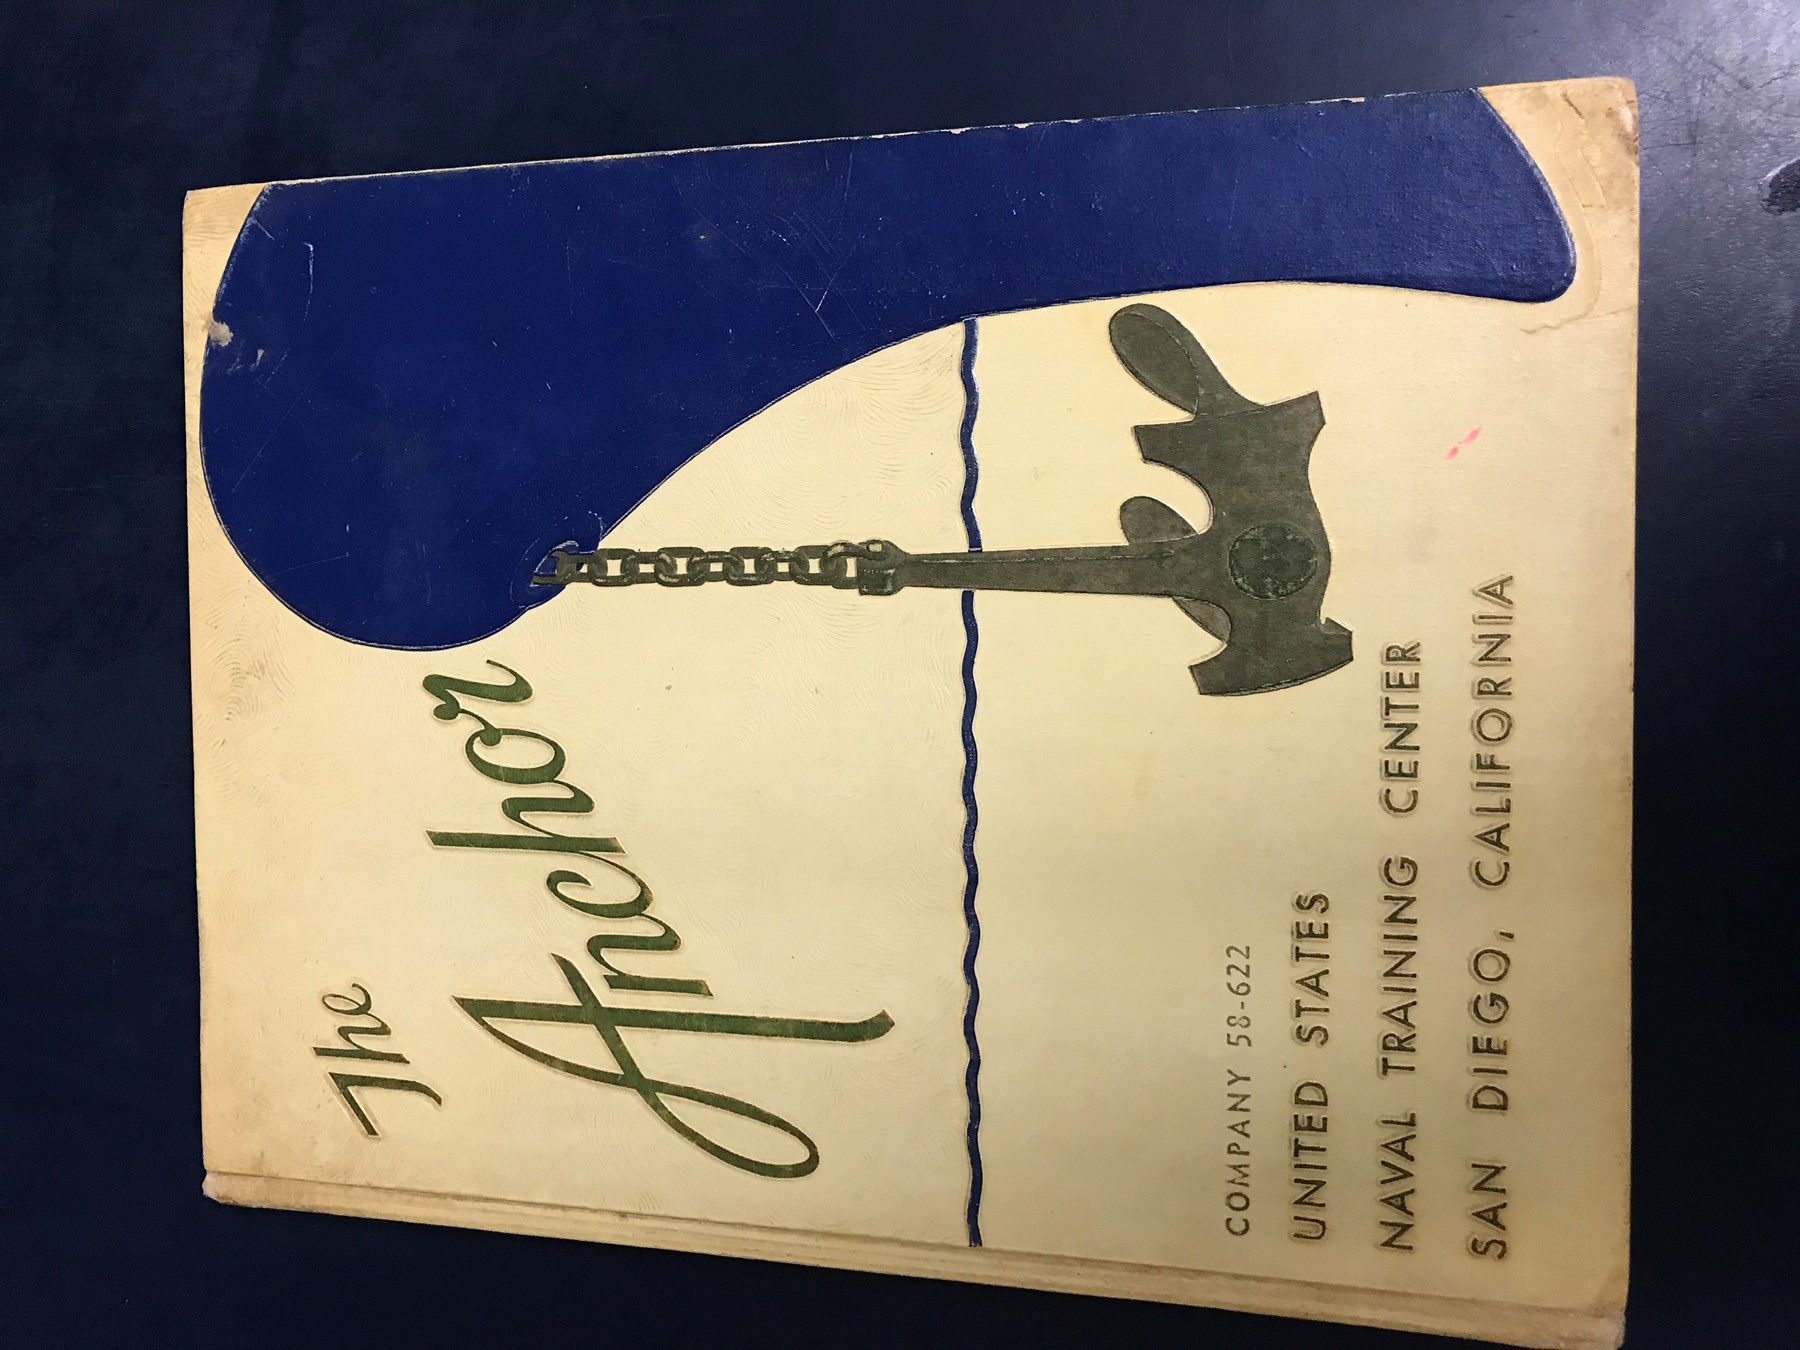 The
Anchor
COMPANY 58-622
UNITED STATES
NAVAL TRAINING CENTER
SAN DIEGO, CALIFORNIA